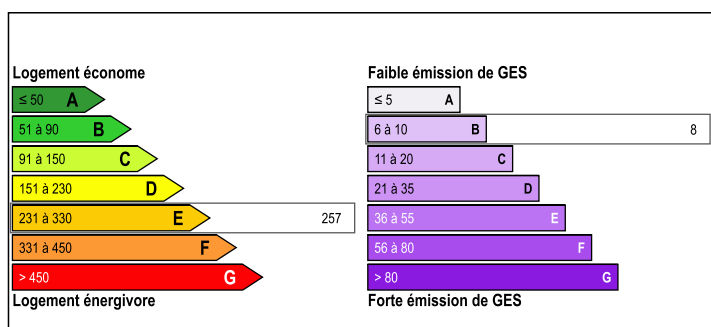 Logement économe
≤ 50 A
51 à 90 B
91 à 150 C
151 à 230 D
231 à 330 E 257
331 à 450 F
> 450 G
Logement énergivore
Faible émission de GES
≤ 5 A
6 à 10 B 8
11 à 20 C
21 à 35 D
36 à 55 E
56 à 80 F
> 80 G
Forte émission de GES